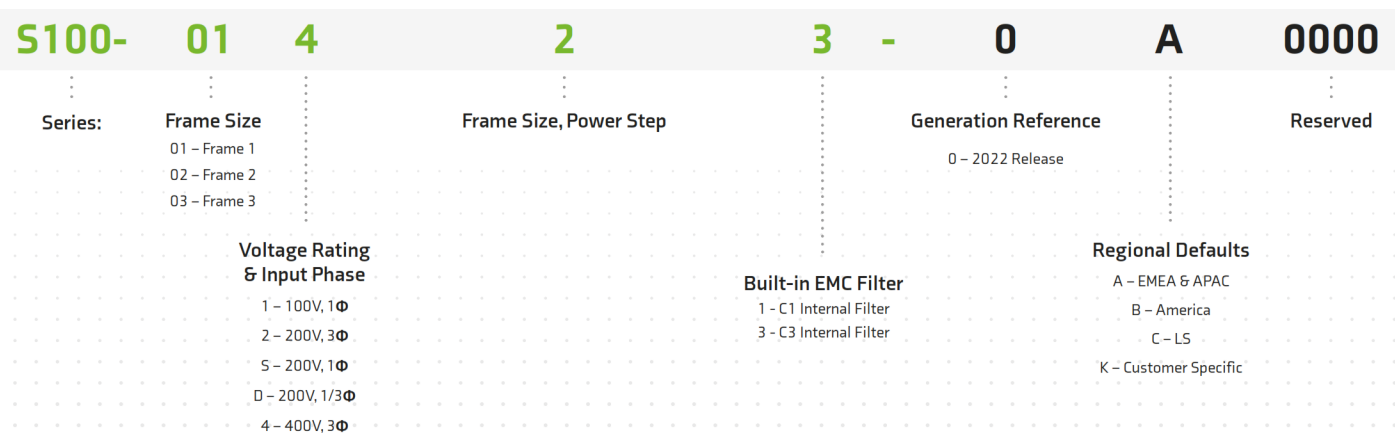 S100- 01 4 2 3 - 0 A 0000
Series:
Frame Size
01 – Frame 1
02 – Frame 2
03 – Frame 3
Voltage Rating
& Input Phase
1 – 100V, 1Φ
2 – 200V, 3Φ
S – 200V, 1Φ
D – 200V, 1/3Φ
4 – 400V, 3Φ
Frame Size, Power Step
Built-in EMC Filter
1 - C1 Internal Filter
3 - C3 Internal Filter
Generation Reference
0 – 2022 Release
Regional Defaults
A – EMEA & APAC
B – America
C – LS
K – Customer Specific
Reserved